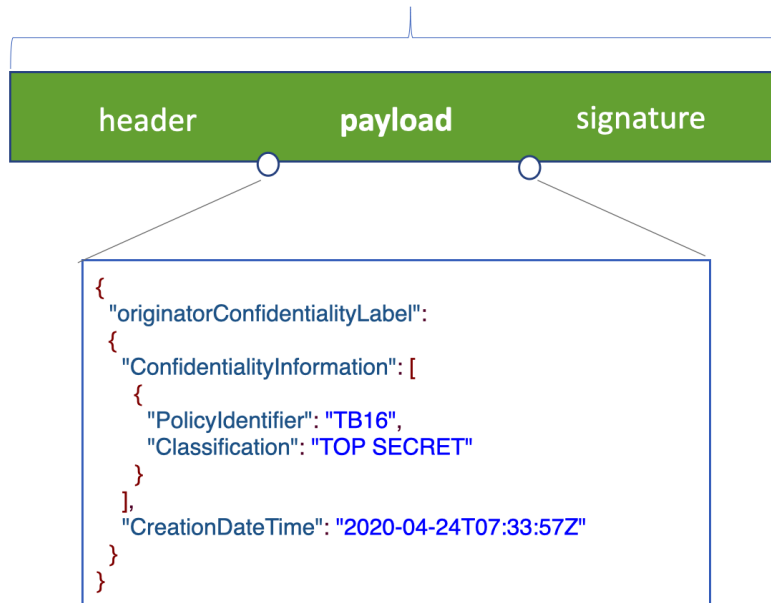 header payload signature
{
"originatorConfidentialityLabel":
{
"ConfidentialityInformation": [
{
"PolicyIdentifier": "TB16",
"Classification": "TOP SECRET"
}
],
"CreationDateTime": "2020-04-24T07:33:57Z"
}
}